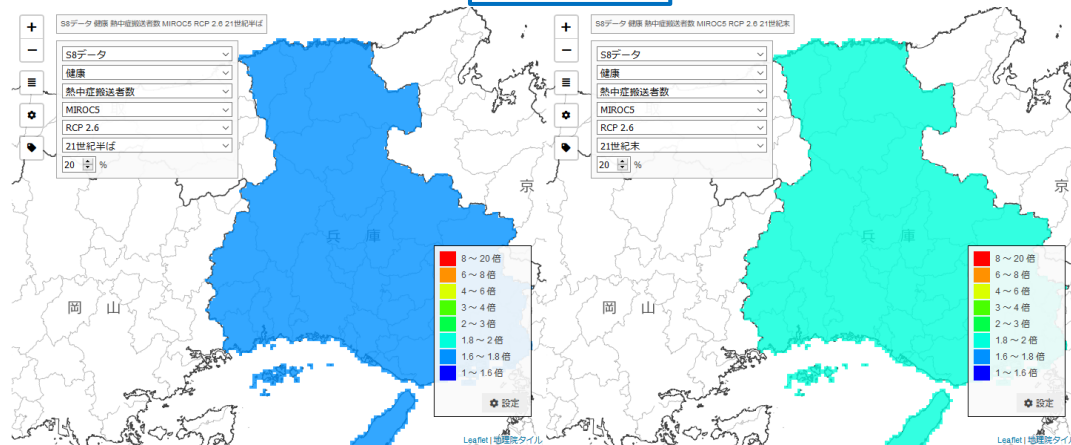 +
−
S8データ 健康 熱中症搬送者数 MIROC5 RCP 2.6 21世紀半ば
S8データ
健康
熱中症搬送者数
MIROC5
RCP 2.6
21世紀半ば
20 %
京
兵 庫
岡 山
8～20 倍
6～8 倍
4～6 倍
3～4 倍
2～3 倍
1.8～2 倍
1.6～1.8 倍
1～1.6 倍
設定
Leaflet | 地理院タイル
+
−
S8データ 健康 熱中症搬送者数 MIROC5 RCP 2.6 21世紀末
S8データ
健康
熱中症搬送者数
MIROC5
RCP 2.6
21世紀末
20 %
京
兵 庫
岡 山
8～20 倍
6～8 倍
4～6 倍
3～4 倍
2～3 倍
1.8～2 倍
1.6～1.8 倍
1～1.6 倍
設定
Leaflet | 地理院タイル